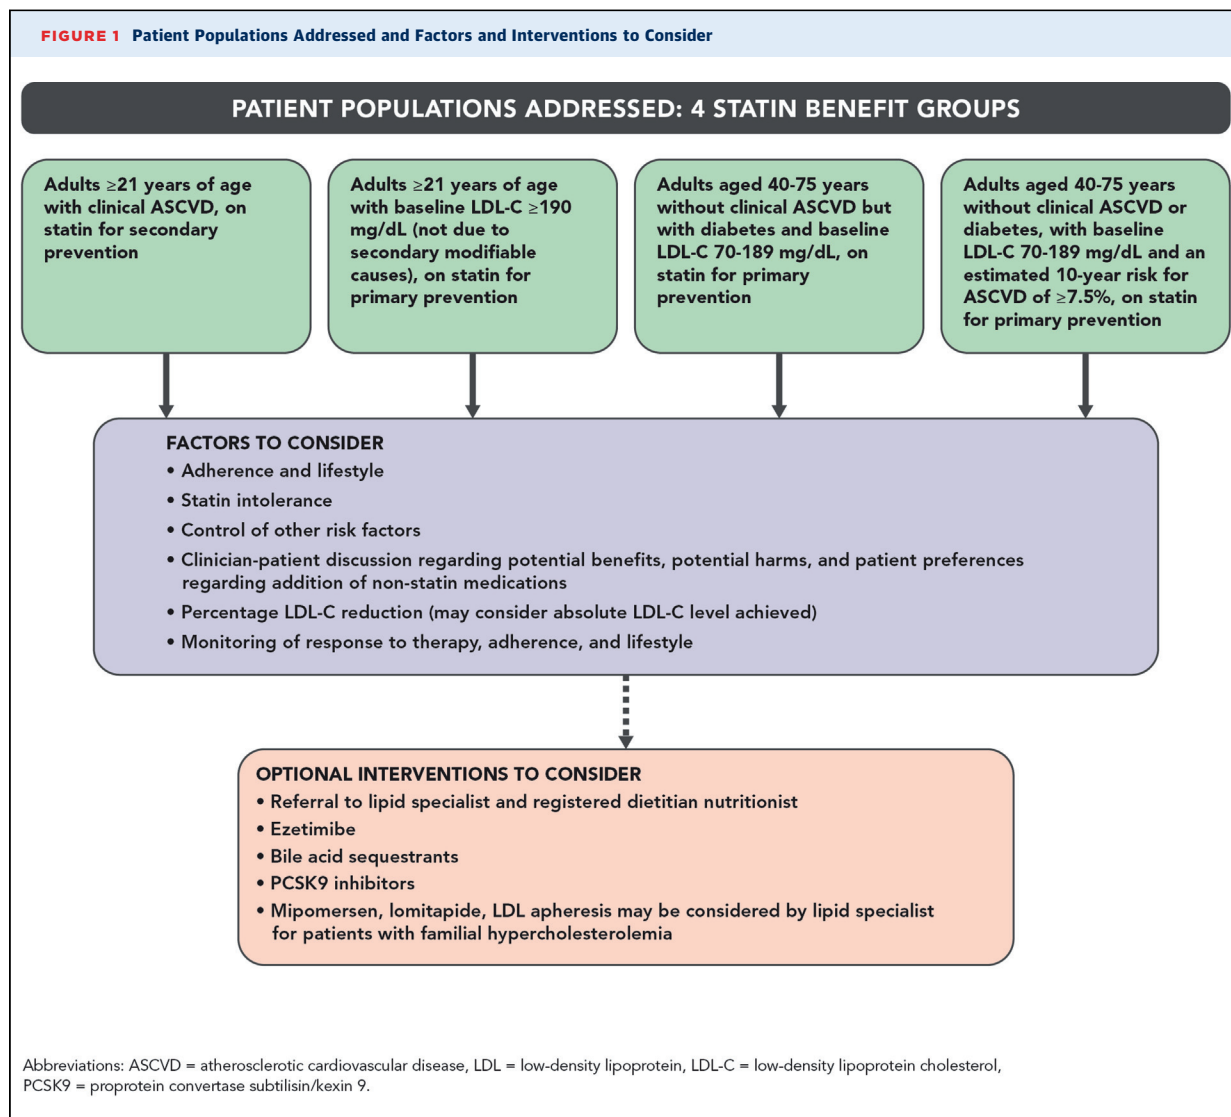 FIGURE 1 Patient Populations Addressed and Factors and Interventions to Consider
PATIENT POPULATIONS ADDRESSED: 4 STATIN BENEFIT GROUPS
Adults ≥21 years of age
with clinical ASCVD, on
statin for secondary
prevention
Adults ≥21 years of age
with baseline LDL-C ≥190
mg/dL (not due to
secondary modifiable
causes), on statin for
primary prevention
Adults aged 40-75 years
without clinical ASCVD but
with diabetes and baseline
LDL-C 70-189 mg/dL, on
statin for primary
prevention
Adults aged 40-75 years
without clinical ASCVD or
diabetes, with baseline
LDL-C 70-189 mg/dL and an
estimated 10-year risk for
ASCVD of ≥7.5%, on statin
for primary prevention
FACTORS TO CONSIDER
• Adherence and lifestyle
• Statin intolerance
• Control of other risk factors
• Clinician-patient discussion regarding potential benefits, potential harms, and patient preferences
regarding addition of non-statin medications
• Percentage LDL-C reduction (may consider absolute LDL-C level achieved)
• Monitoring of response to therapy, adherence, and lifestyle
OPTIONAL INTERVENTIONS TO CONSIDER
• Referral to lipid specialist and registered dietitian nutritionist
• Ezetimibe
• Bile acid sequestrants
• PCSK9 inhibitors
• Mipomersen, lomitapide, LDL apheresis may be considered by lipid specialist
for patients with familial hypercholesterolemia
Abbreviations: ASCVD = atherosclerotic cardiovascular disease, LDL = low-density lipoprotein, LDL-C = low-density lipoprotein cholesterol,
PCSK9 = proprotein convertase subtilisin/kexin 9.